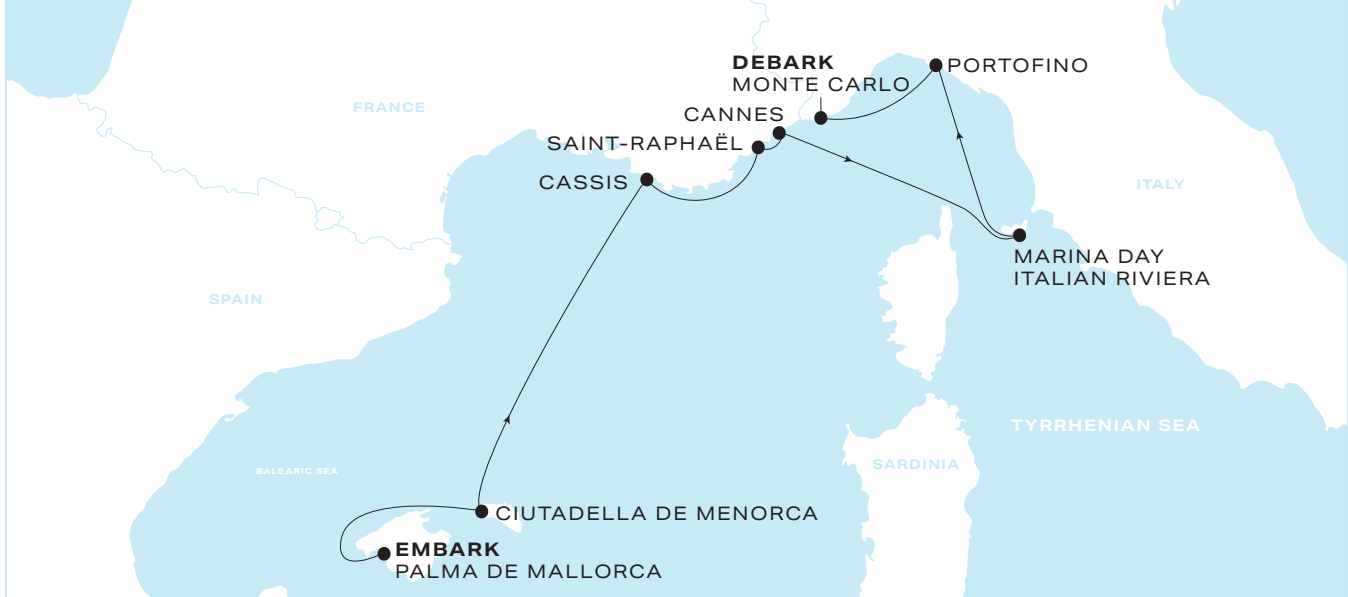 DEBARK
MONTE CARLO
PORTOFINO
FRANCE
CANNES
SAINT-RAPHAËL
CASSIS
ITALY
MARINA DAY
ITALIAN RIVIERA
SPAIN
TYRRHENIAN SEA
SARDINIA
BALEARIC SEA
CIUTADELLA DE MENORCA
EMBARK
PALMA DE MALLORCA